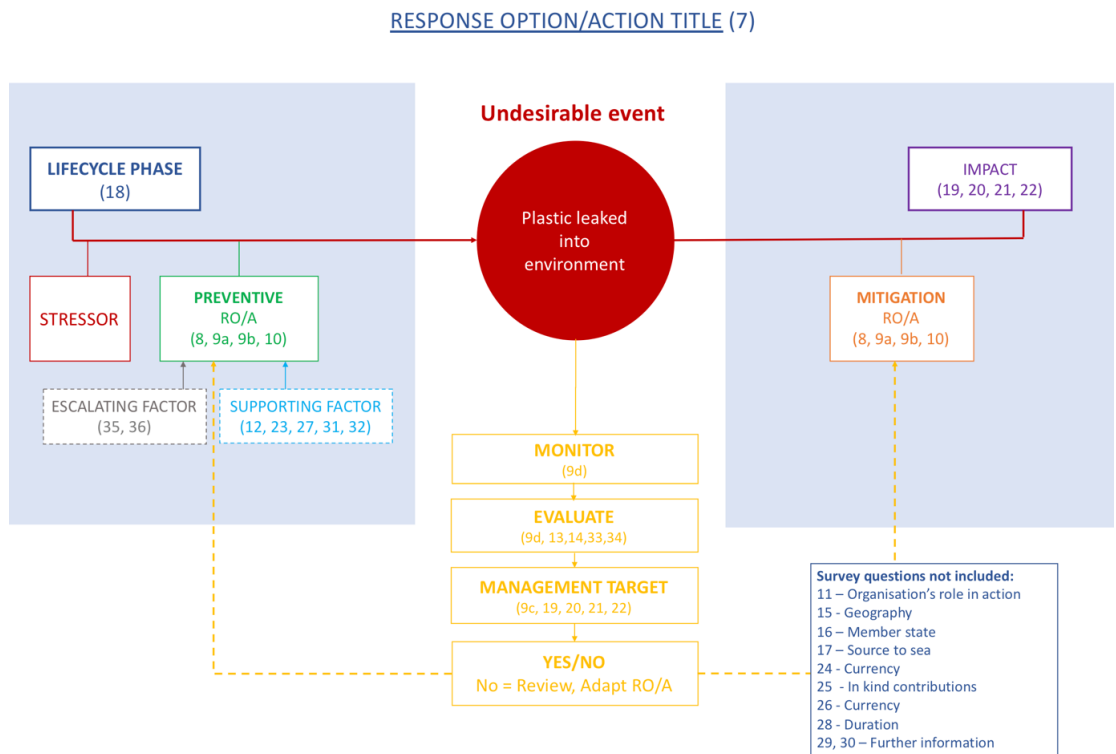 RESPONSE OPTION/ACTION TITLE (7)
Undesirable event
LIFECYCLE PHASE
(18)
IMPACT
(19, 20, 21, 22)
Plastic leaked
into
environment
STRESSOR
PREVENTIVE
RO/A
(8, 9a, 9b, 10)
MITIGATION
RO/A
(8, 9a, 9b, 10)
ESCALATING FACTOR
(35, 36)
SUPPORTING FACTOR
(12, 23, 27, 31, 32)
MONITOR
(9d)
EVALUATE
(9d, 13,14,33,34)
MANAGEMENT TARGET
(9c, 19, 20, 21, 22)
YES/NO
No = Review, Adapt RO/A
Survey questions not included:
11 – Organisation's role in action
15 - Geography
16 – Member state
17 – Source to sea
24 - Currency
25 - In kind contributions
26 - Currency
28 - Duration
29, 30 – Further information